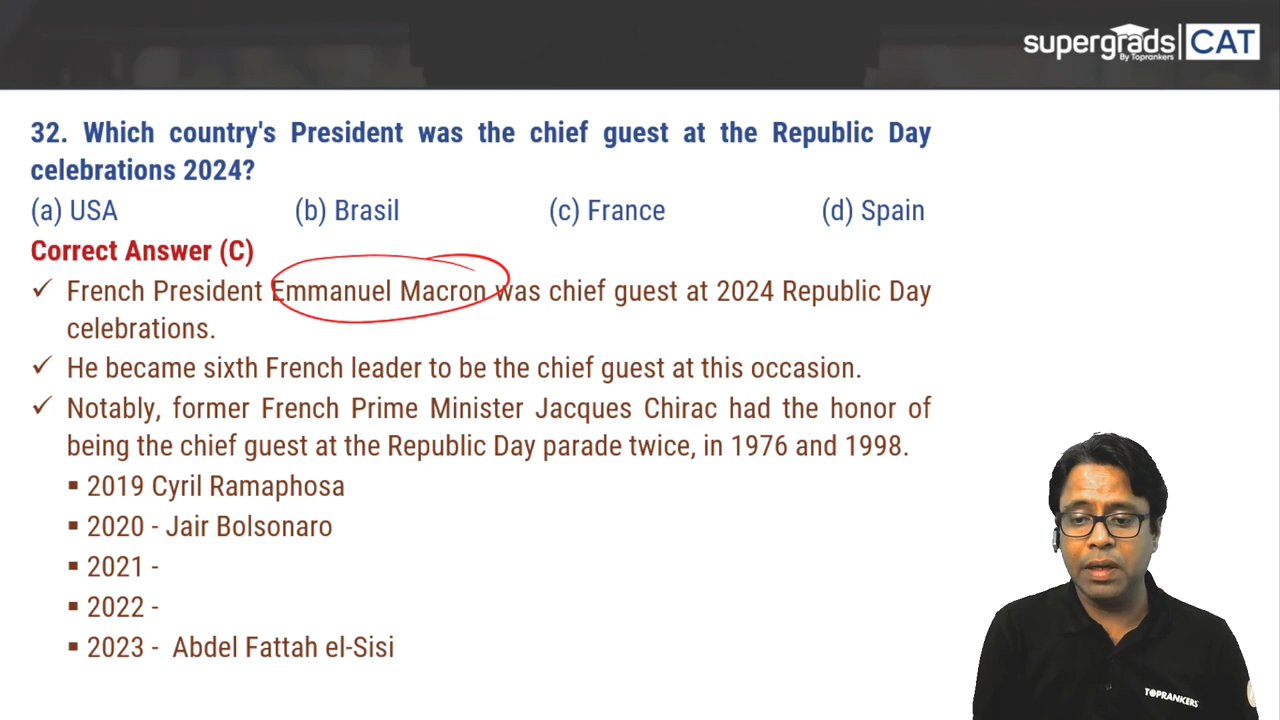 supergrads CAT
By Toprankers
32. Which country's President was the chief guest at the Republic Day
celebrations 2024?
(a) USA (b) Brasil (c) France (d) Spain
Correct Answer (C)
✓ French President Emmanuel Macron was chief guest at 2024 Republic Day
celebrations.
✓ He became sixth French leader to be the chief guest at this occasion.
✓ Notably, former French Prime Minister Jacques Chirac had the honor of
being the chief guest at the Republic Day parade twice, in 1976 and 1998.
▪ 2019 Cyril Ramaphosa
▪ 2020 - Jair Bolsonaro
▪ 2021 -
▪ 2022 -
▪ 2023 - Abdel Fattah el-Sisi
TOPRANKERS